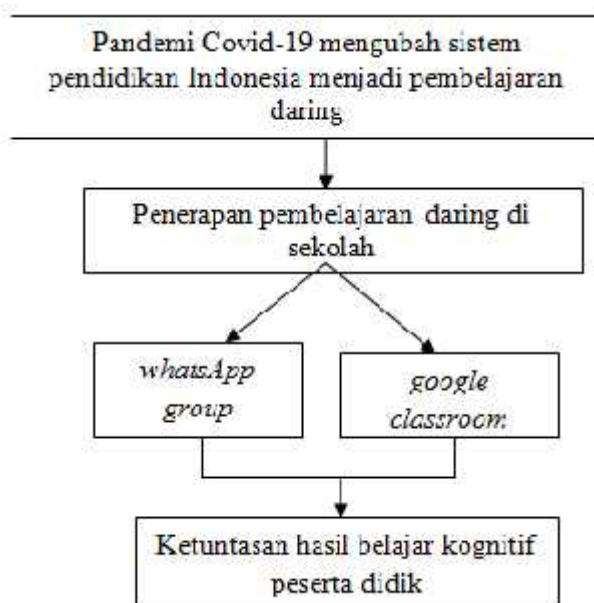 Pandemi Covid-19 mengubah sistem
pendidikan Indonesia menjadi pembelajaran
daring
Penerapan pembelajaran daring di
sekolah
whatsApp
group
google
classroom
Ketuntasan hasil belajar kognitif
peserta didik